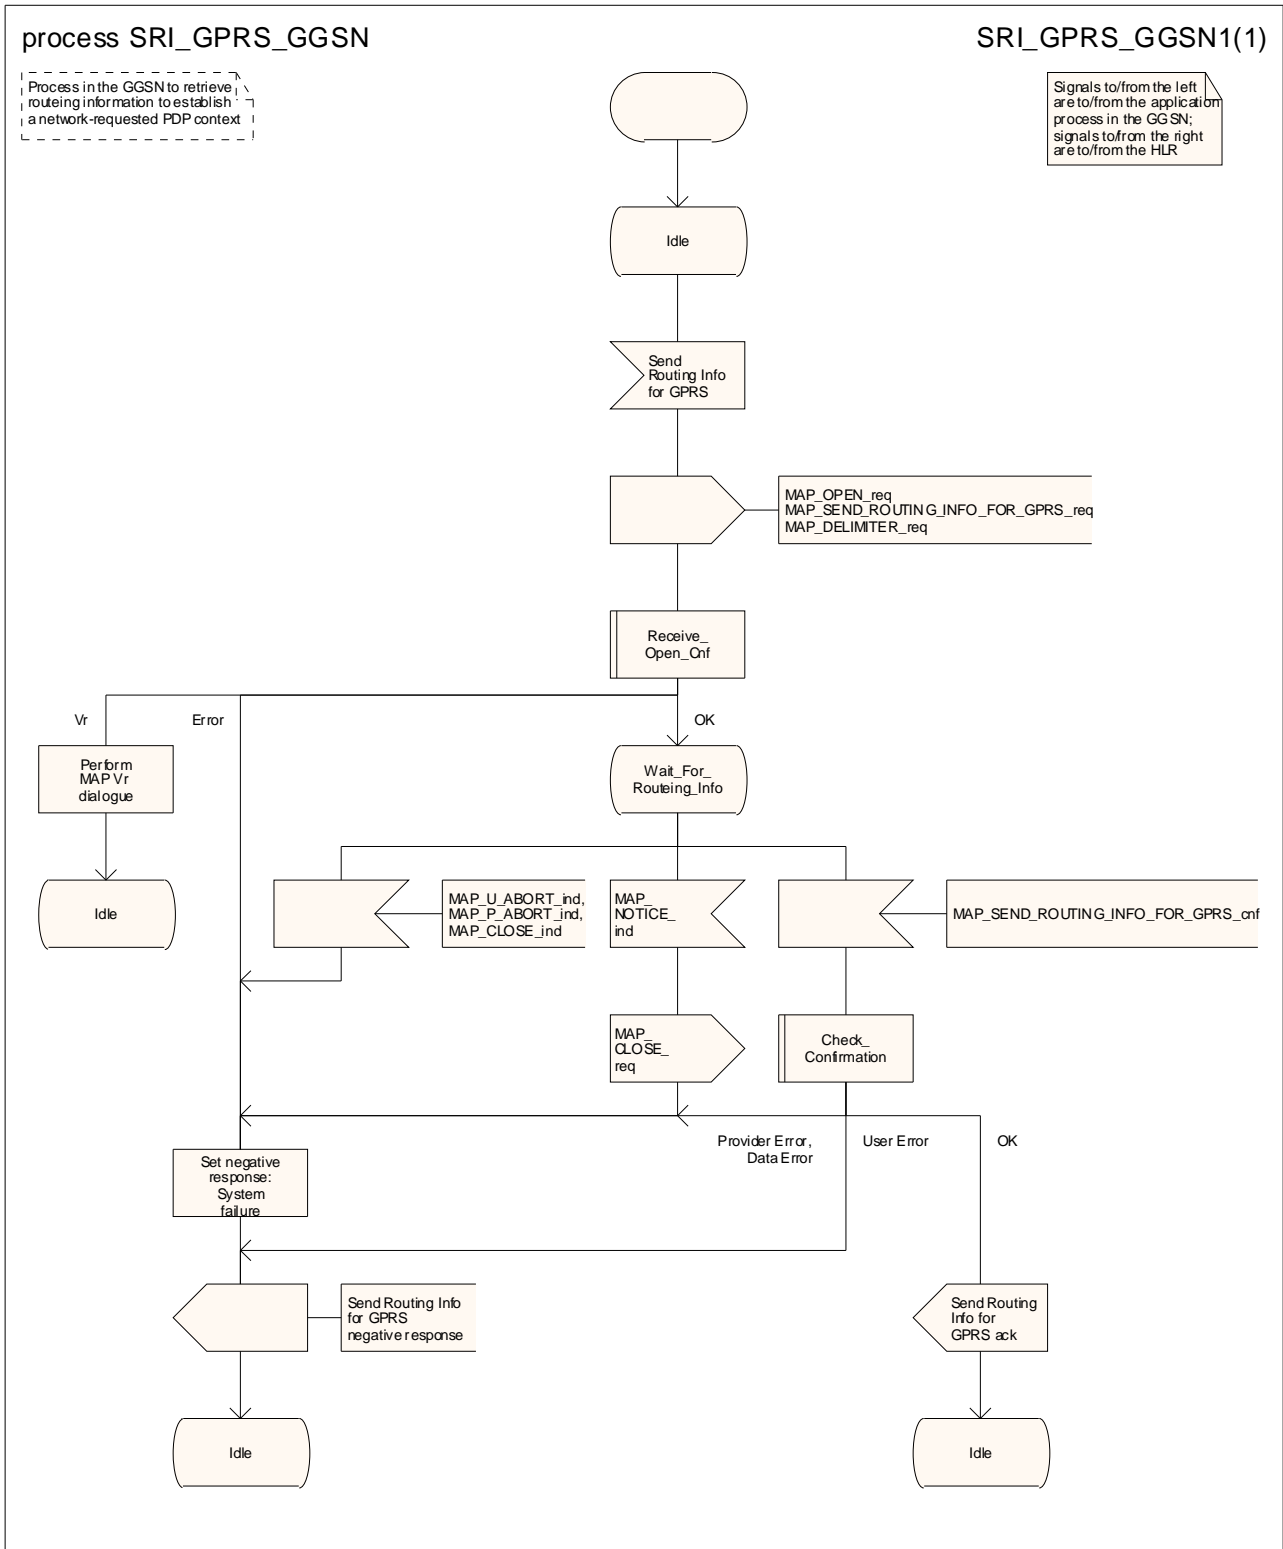 process SRI_GPRS_GGSN
SRI_GPRS_GGSN1(1)
Process in the GGSN to retrieve
routeing information to establish
a network-requested PDP context
Signals to/from the left
are to/from the application
process in the GGSN;
signals to/from the right
are to/from the HLR
Idle
Send
Routing Info
for GPRS
MAP_OPEN_req
MAP_SEND_ROUTING_INFO_FOR_GPRS_req
MAP_DELIMITER_req
Receive_
Open_Cnf
Vr
Error
OK
Perform
MAP Vr
dialogue
Wait_For_
Routeing_Info
Idle
MAP_U_ABORT_ind,
MAP_P_ABORT_ind,
MAP_CLOSE_ind
MAP_
NOTICE_
ind
MAP_SEND_ROUTING_INFO_FOR_GPRS_cnf
MAP_
CLOSE_
req
Check_
Confirmation
Provider Error,
Data Error
User Error
OK
Set negative
response:
System
failure
Send Routing Info
for GPRS
negative response
Send Routing
Info for
GPRS ack
Idle
Idle